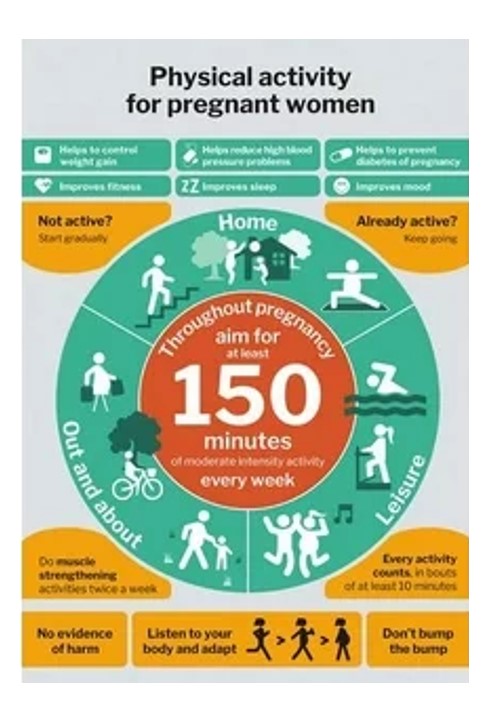 Physical activity
for pregnant women
Helps to control
weight gain
Helps reduce high blood
pressure problems
Helps to prevent
diabetes of pregnancy
Improves fitness
ZZ Improves sleep
Improves mood
Not active?
Start gradually
Already active?
Keep going
Home
Throughout pregnancy
aim for
at least
150
minutes
of moderate intensity activity
every week
Out and about
Leisure
Do muscle
strengthening
activities twice a week
Every activity
counts, in bouts
of at least 10 minutes
No evidence
of harm
Listen to your
body and adapt
> >
Don't bump
the bump